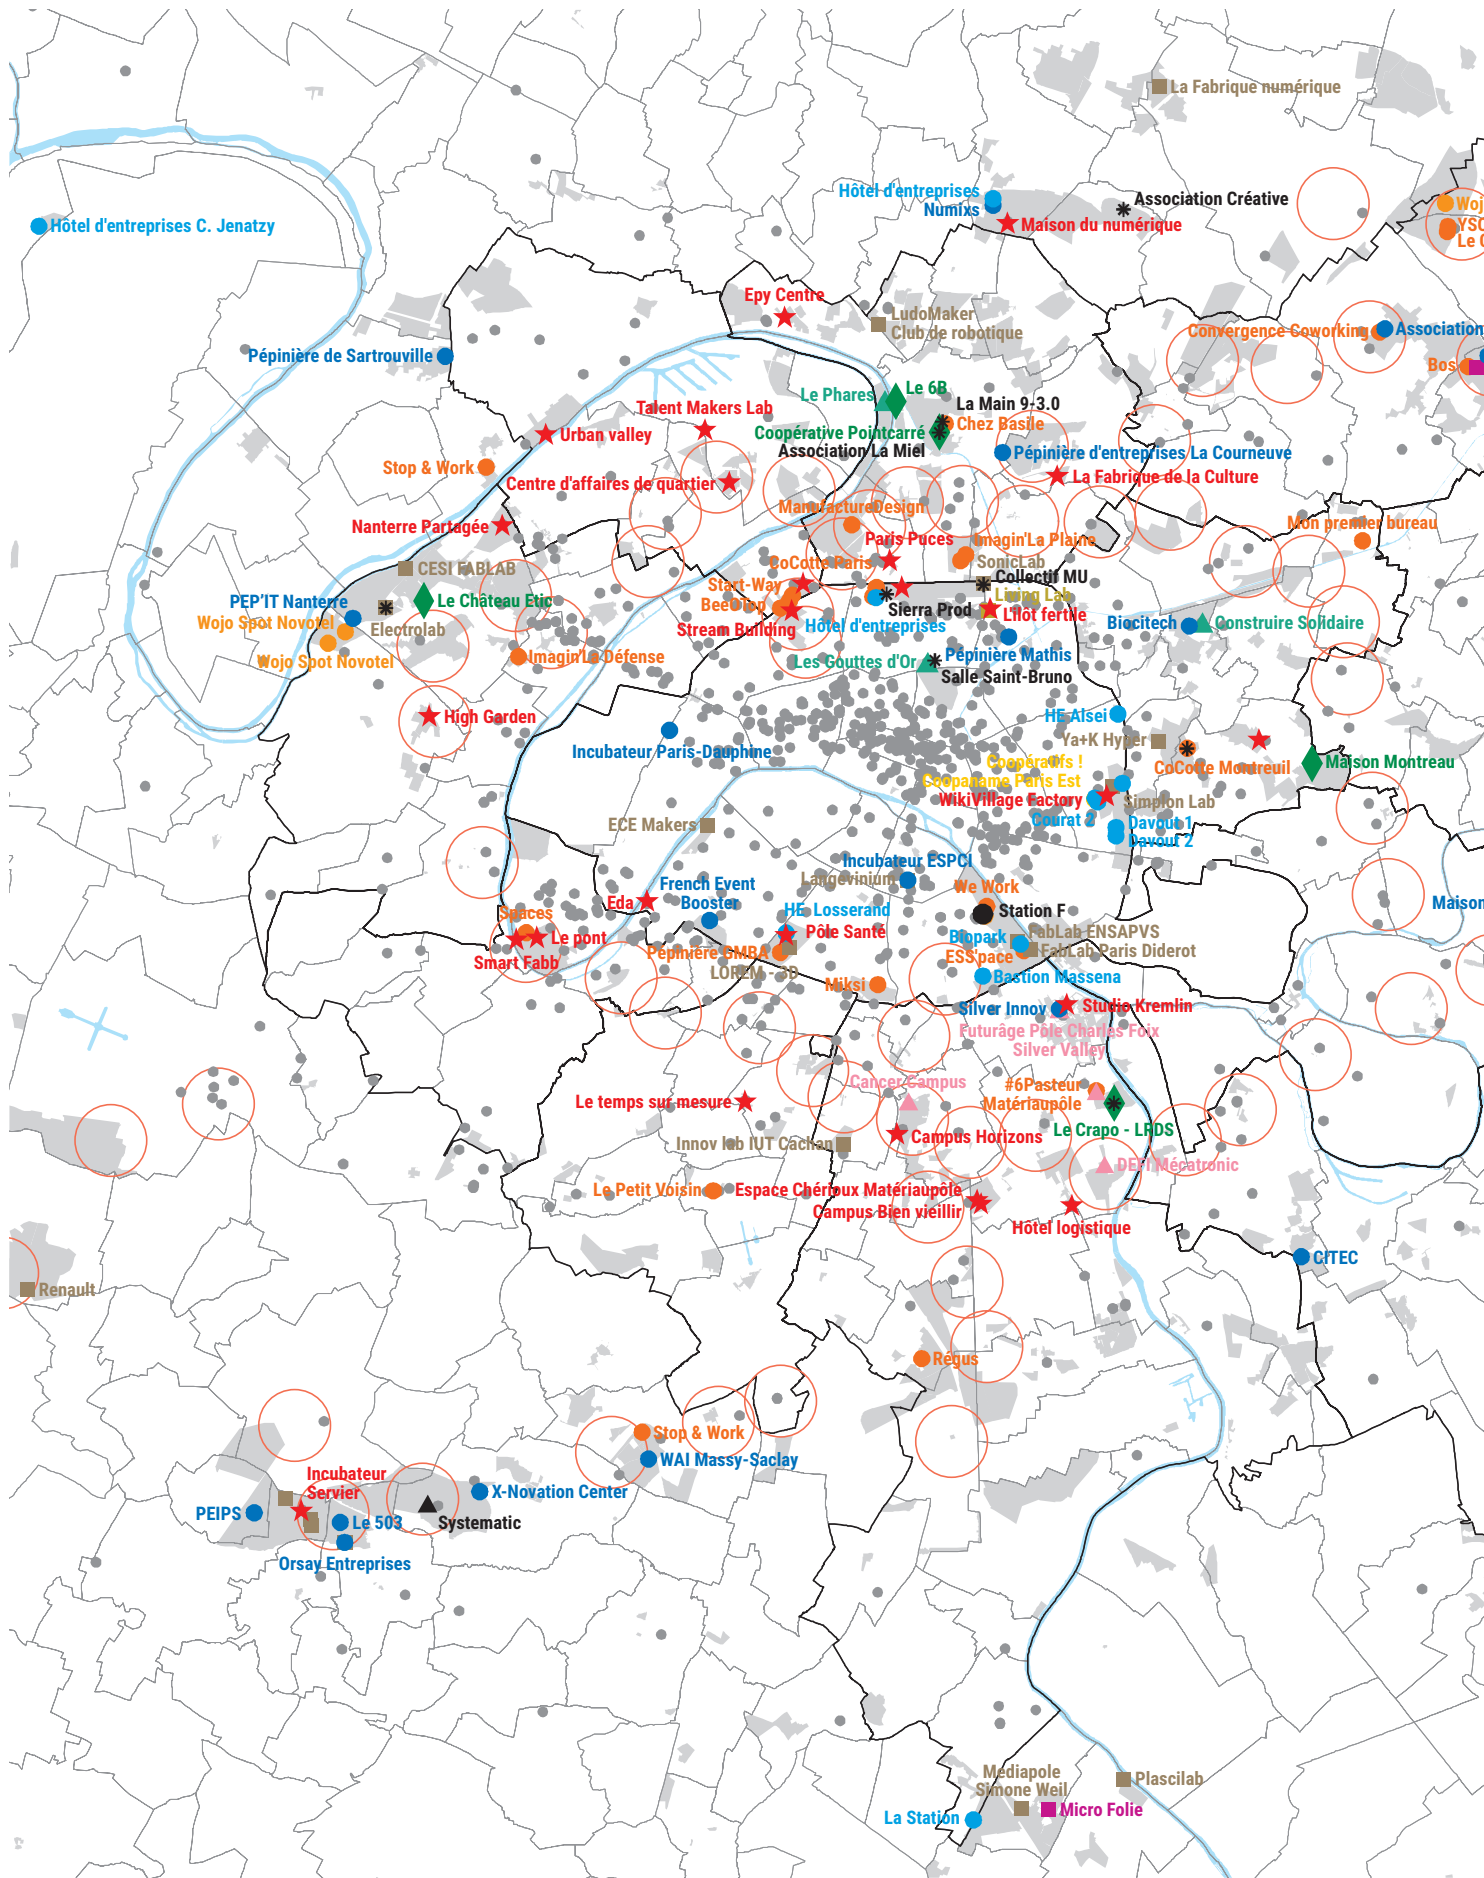 La Fabrique numérique
Hôtel d'entreprises
Numixs
Association Créative
Maison du numérique
Hôtel d'entreprises C. Jenatzy
Woj
YSC
Le C
Epy Centre
LudoMaker
Club de robotique
Convergence Coworking
Association
Pépinière de Sartrouville
Bos
Le Phares
Le 6B
La Main 9-3.0
Chez Basile
Talent Makers Lab
Urban valley
Coopérative Pointcarré
Association La Miel
Pépinière d'entreprises La Courneuve
Stop & Work
Centre d'affaires de quartier
La Fabrique de la Culture
Manufacture Design
Nanterre Partagée
Mon premier bureau
Paris Puces
Imagin'La Plaine
SonicLab
CoCotte Paris
CESI FABLAB
Collectif MU
Start-Way
Living Lab
BeeOTop
PEP'IT Nanterre
Le Château Etic
Sierra Prod
L'îlot fertile
Wojo Spot Novotel
Electrolab
Stream Building
Hôtel d'entreprises
Biocitech
Construire Solidaire
Wojo Spot Novotel
Imagin'La Défense
Les Gouttes d'Or
Pépinière Mathis
Salle Saint-Bruno
High Garden
HE Alsei
Ya+K Hyper
Incubateur Paris-Dauphine
Coopératifs !
CoCotte Montreuil
Maison Montreau
Coopaname Paris Est
WikiVillage Factory
Simplon Lab
Courat 2
Davout 1
Davout 2
ECE Makers
Incubateur ESPCI
Langevinium
French Event
Booster
We Work
Eda
HE Losserand
Station F
Maison
Spaces
Pôle Santé
FabLab ENSAPVS
Le pont
Biopark
FabLab Paris Diderot
Smart Fabb
Pépinière GMBA
ESS'pace
LOREM - 3D
Miksi
Bastion Massena
Silver Innov
Studio Kremlin
Futurâge Pôle Charles Foix
Silver Valley
Cancer Campus
#6Pasteur
Matériaupôle
Le temps sur mesure
Le Crapo - LRDS
Campus Horizons
Innov lab IUT Cachan
DEFI Mécatronic
Le Petit Voisin
Espace Chérioux Matériaupôle
Campus Bien vieillir
Hôtel logistique
CITEC
Renault
Régus
Stop & Work
WAI Massy-Saclay
Incubateur
Servier
X-Novation Center
PEIPS
Le 503
Systematic
Orsay Entreprises
Mediapole
Simone Weil
Plascilab
Micro Folie
La Station